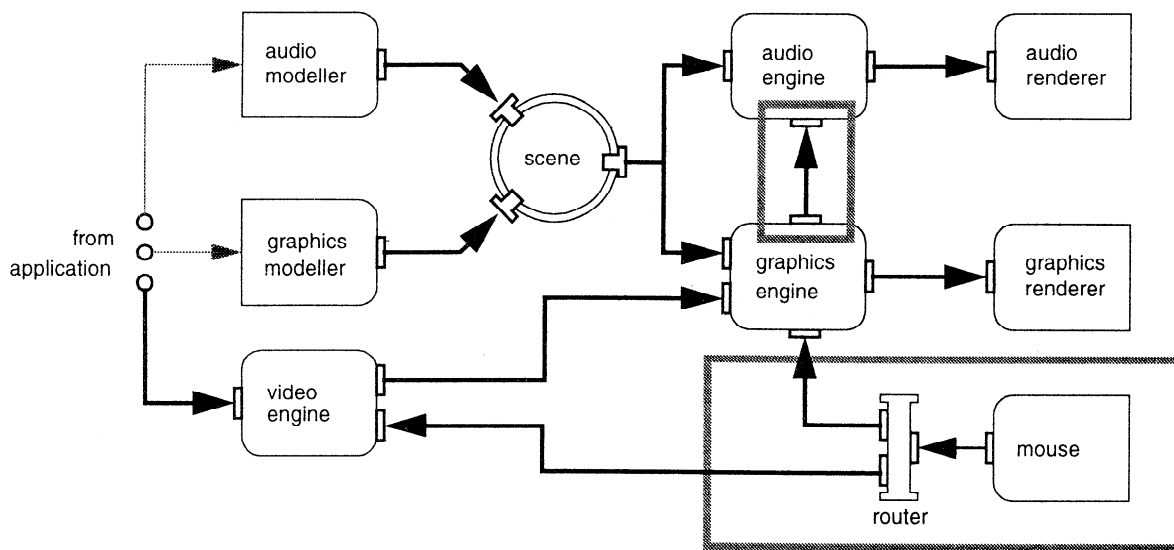 audio
modeller
audio
engine
audio
renderer
scene
from
application
graphics
modeller
graphics
engine
graphics
renderer
video
engine
mouse
router